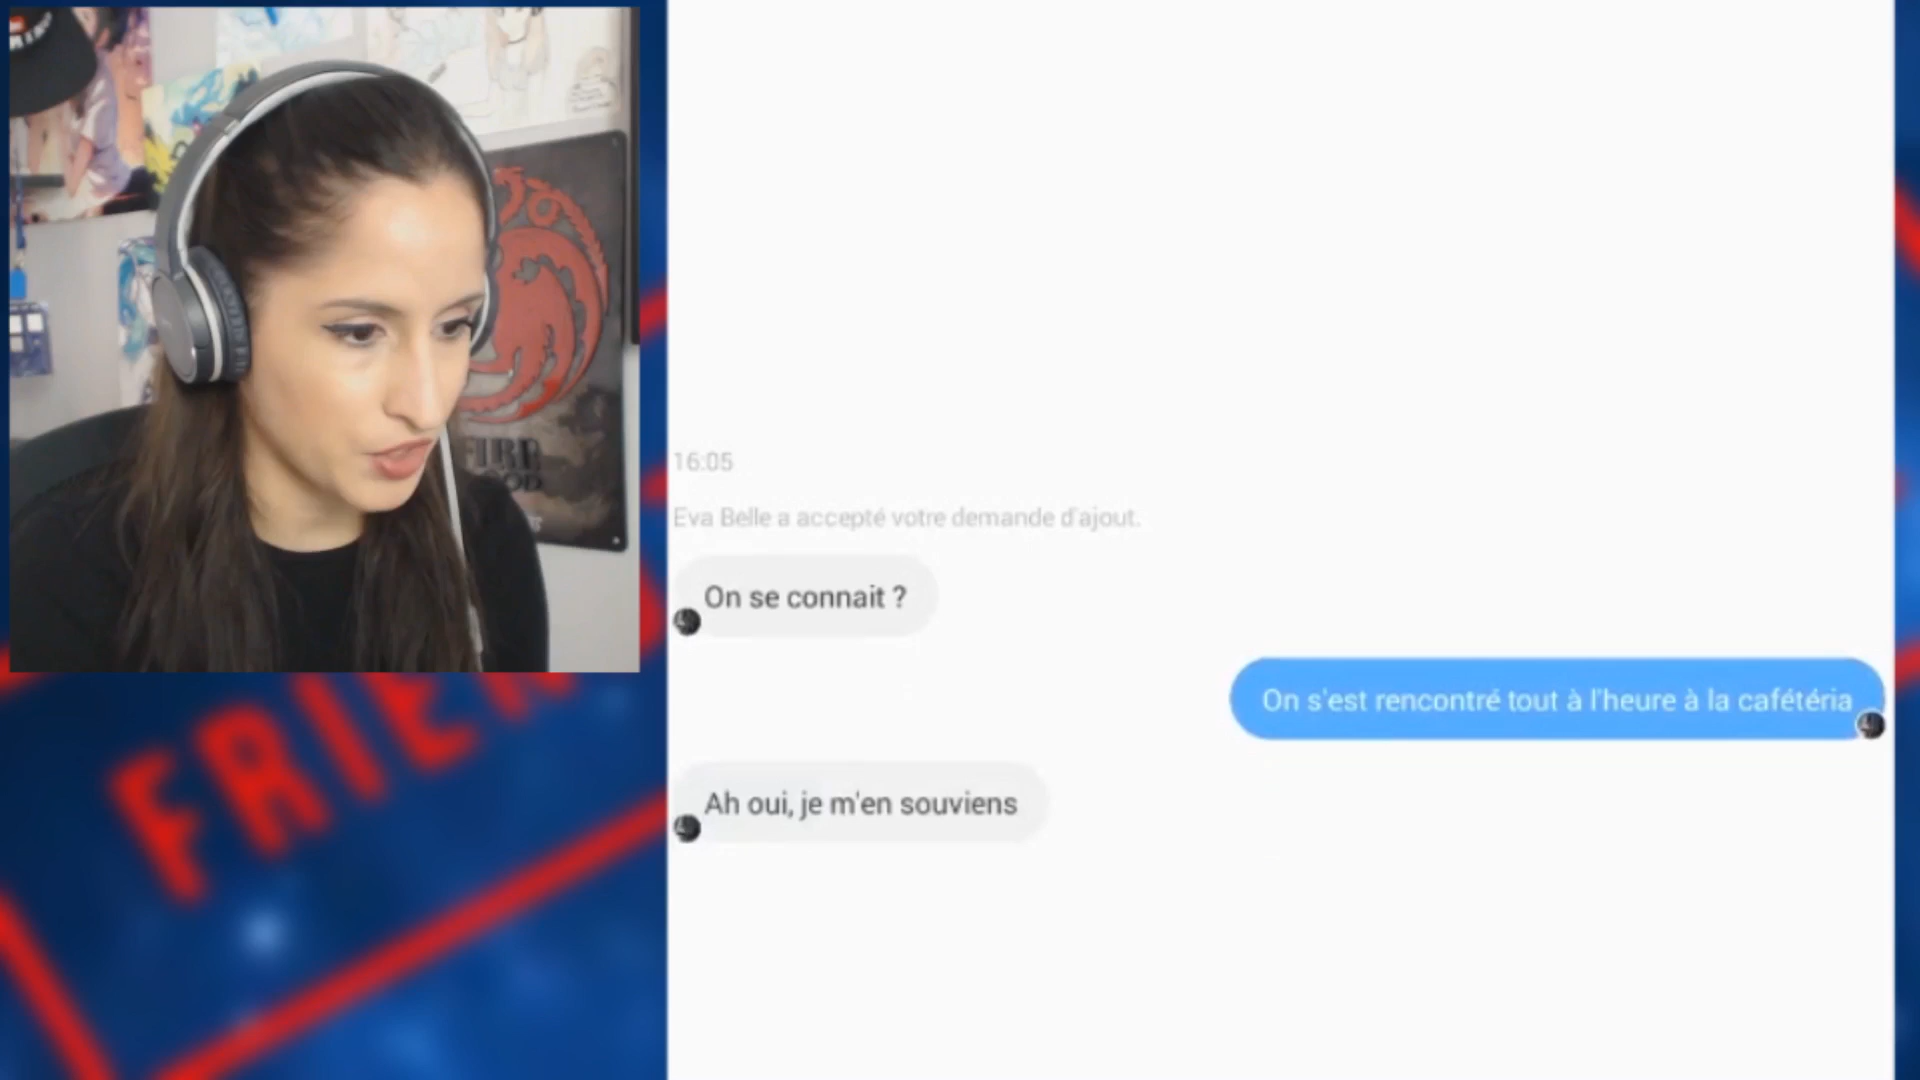 16:05
Eva Belle a accepté votre demande d'ajout.
On se connait ?
On s'est rencontré tout à l'heure à la cafétéria
Ah oui, je m'en souviens